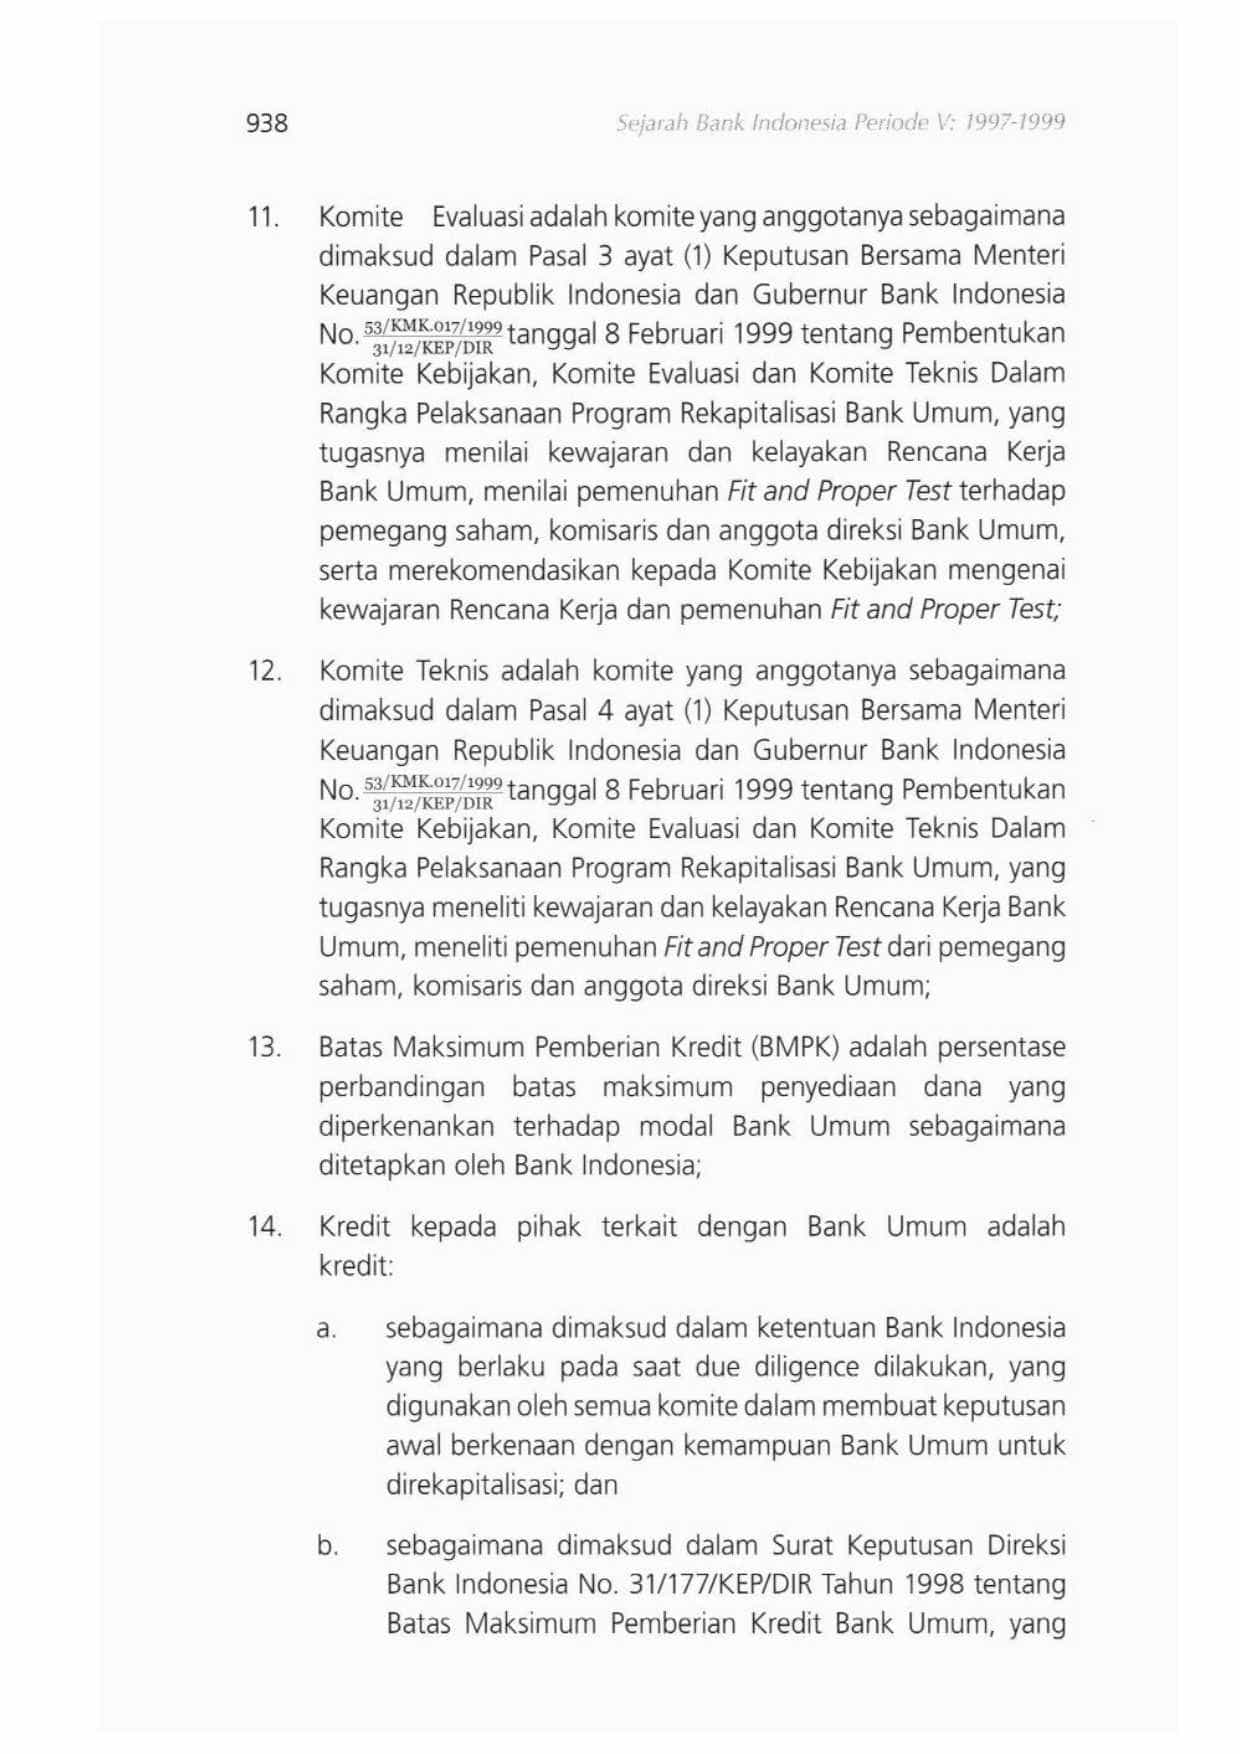 938
Sejarah Bank Indonesia Periode V: 1997-1999
11. Komite Evaluasi adalah komite yang anggotanya sebagaimana
dimaksud dalam Pasal 3 ayat (1) Keputusan Bersama Menteri
Keuangan Republik Indonesia dan Gubernur Bank Indonesia
No. 53/KMK.017/1999 tanggal 8 Februari 1999 tentang Pembentukan
31/12/KEP/DIR
Komite Kebijakan, Komite Evaluasi dan Komite Teknis Dalam
Rangka Pelaksanaan Program Rekapitalisasi Bank Umum, yang
tugasnya menilai kewajaran dan kelayakan Rencana Kerja
Bank Umum, menilai pemenuhan Fit and Proper Test terhadap
pemegang saham, komisaris dan anggota direksi Bank Umum,
serta merekomendasikan kepada Komite Kebijakan mengenai
kewajaran Rencana Kerja dan pemenuhan Fit and Proper Test;
12. Komite Teknis adalah komite yang anggotanya sebagaimana
dimaksud dalam Pasal 4 ayat (1) Keputusan Bersama Menteri
Keuangan Republik Indonesia dan Gubernur Bank Indonesia
No. 53/KMK.017/1999 tanggal 8 Februari 1999 tentang Pembentukan
31/12/KEP/DIR
Komite Kebijakan, Komite Evaluasi dan Komite Teknis Dalam
Rangka Pelaksanaan Program Rekapitalisasi Bank Umum, yang
tugasnya meneliti kewajaran dan kelayakan Rencana Kerja Bank
Umum, meneliti pemenuhan Fit and Proper Test dari pemegang
saham, komisaris dan anggota direksi Bank Umum;
13. Batas Maksimum Pemberian Kredit (BMPK) adalah persentase
perbandingan batas maksimum penyediaan dana yang
diperkenankan terhadap modal Bank Umum sebagaimana
ditetapkan oleh Bank Indonesia;
14. Kredit kepada pihak terkait dengan Bank Umum adalah
kredit:
a. sebagaimana dimaksud dalam ketentuan Bank Indonesia
yang berlaku pada saat due diligence dilakukan, yang
digunakan oleh semua komite dalam membuat keputusan
awal berkenaan dengan kemampuan Bank Umum untuk
direkapitalisasi; dan
b. sebagaimana dimaksud dalam Surat Keputusan Direksi
Bank Indonesia No. 31/177/KEP/DIR Tahun 1998 tentang
Batas Maksimum Pemberian Kredit Bank Umum, yang